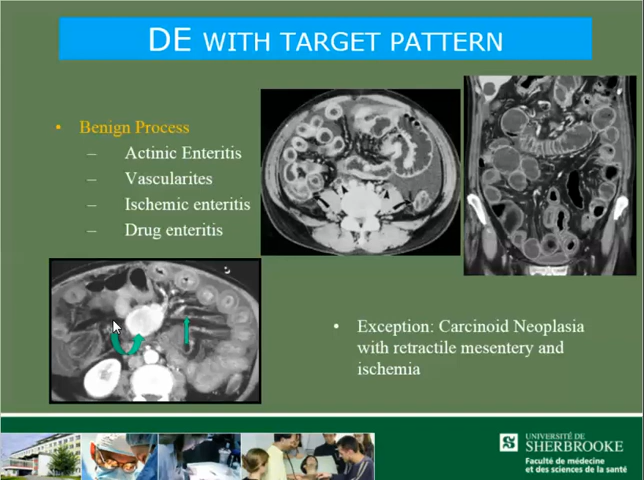 DE WITH TARGET PATTERN
• Benign Process
– Actinic Enteritis
– Vascularites
– Ischemic enteritis
– Drug enteritis
• Exception: Carcinoid Neoplasia
with retractile mesentery and
ischemia
S
UNIVERSITÉ DE
SHERBROOKE
Faculté de médecine
et des sciences de la santé